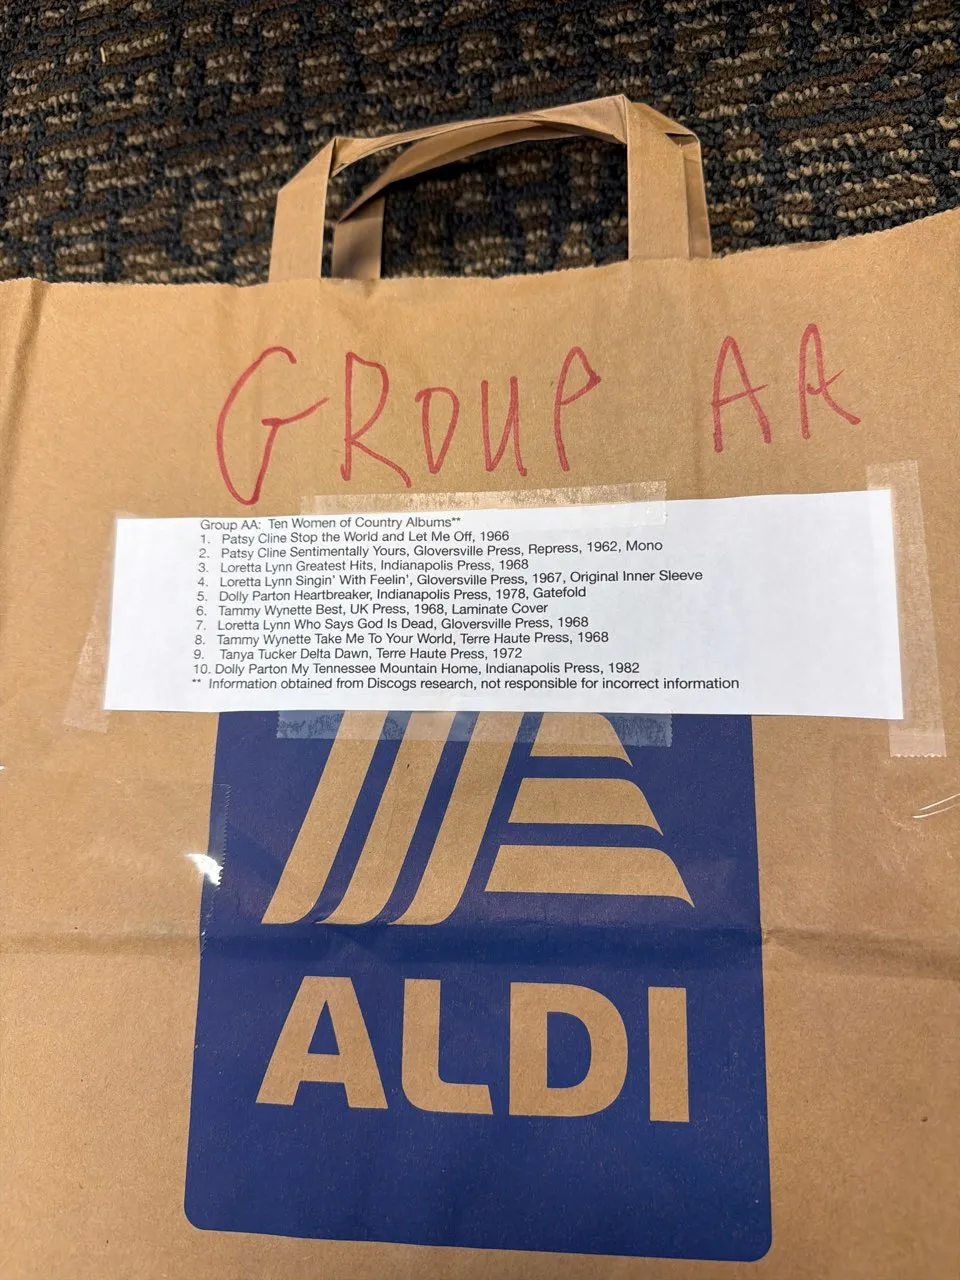 GROUP AA
Group AA: Ten Women of Country Albums**
1. Patsy Cline Stop the World and Let Me Off, 1966
2. Patsy Cline Sentimentally Yours, Gloversville Press, Repress, 1962, Mono
3. Loretta Lynn Greatest Hits, Indianapolis Press, 1968
4. Loretta Lynn Singin' With Feelin', Gloversville Press, 1967, Original Inner Sleeve
5. Dolly Parton Heartbreaker, Indianapolis Press, 1978, Gatefold
6. Tammy Wynette Best, UK Press, 1968, Laminate Cover
7. Loretta Lynn Who Says God Is Dead, Gloversville Press, 1968
8. Tammy Wynette Take Me To Your World, Terre Haute Press, 1968
9. Tanya Tucker Delta Dawn, Terre Haute Press, 1972
10. Dolly Parton My Tennessee Mountain Home, Indianapolis Press, 1982
** Information obtained from Discogs research, not responsible for incorrect information
ALDI